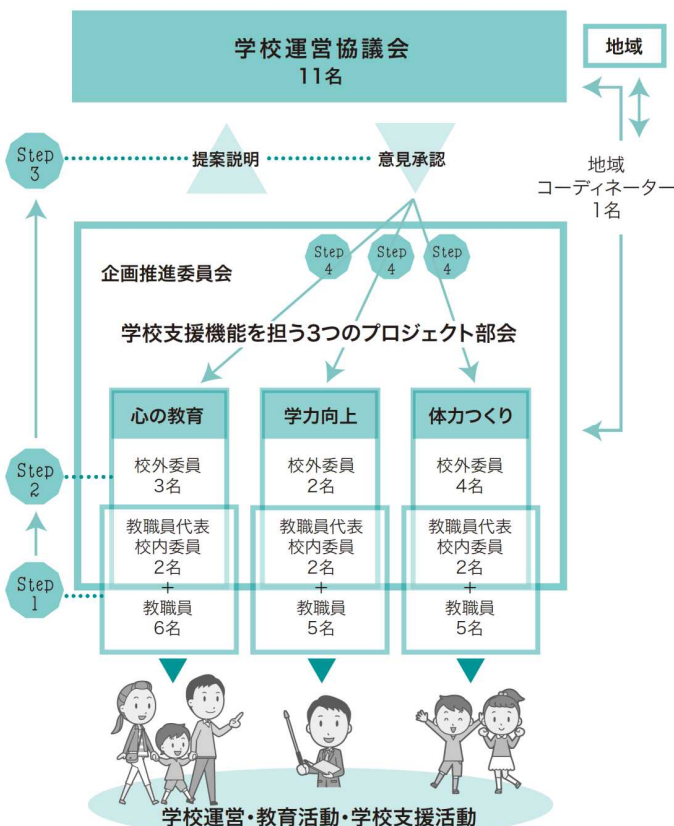 学校運営協議会
11名
地域
Step
3
提案説明
意見承認
地域
コーディネーター
1名
Step
4
Step
4
Step
4
企画推進委員会
学校支援機能を担う3つのプロジェクト部会
心の教育
学力向上
体力つくり
Step
2
校外委員
3名
校外委員
2名
校外委員
4名
教職員代表
校内委員
2名
+
教職員
6名
教職員代表
校内委員
2名
+
教職員
5名
教職員代表
校内委員
2名
+
教職員
5名
Step
1
学校運営・教育活動・学校支援活動